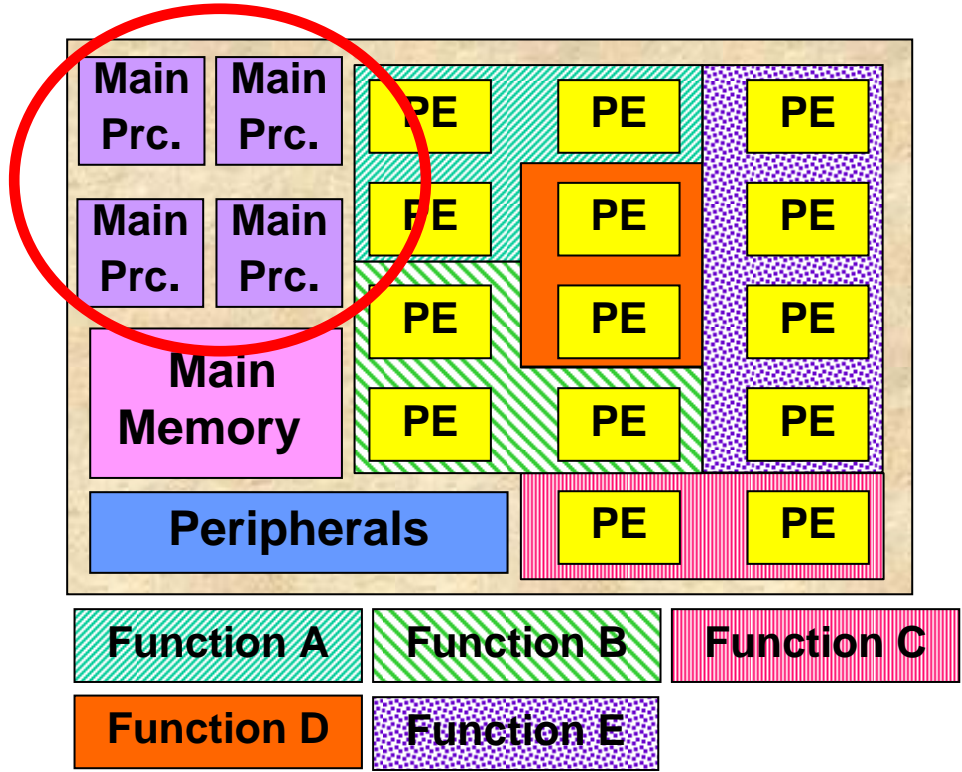 Main
Prc.
Main
Prc.
PE
PE
PE
Main
Prc.
Main
Prc.
PE
PE
PE
PE
PE
PE
Main
Memory
PE
PE
PE
Peripherals
PE
PE
Function A
Function B
Function C
Function D
Function E